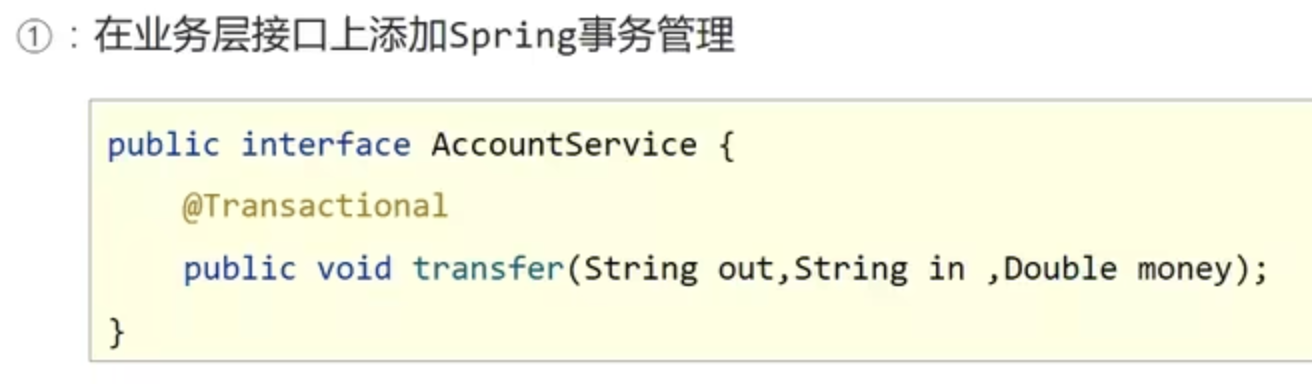 ①：在业务层接口上添加Spring事务管理
public interface AccountService {
@Transactional
public void transfer(String out,String in ,Double money);
}